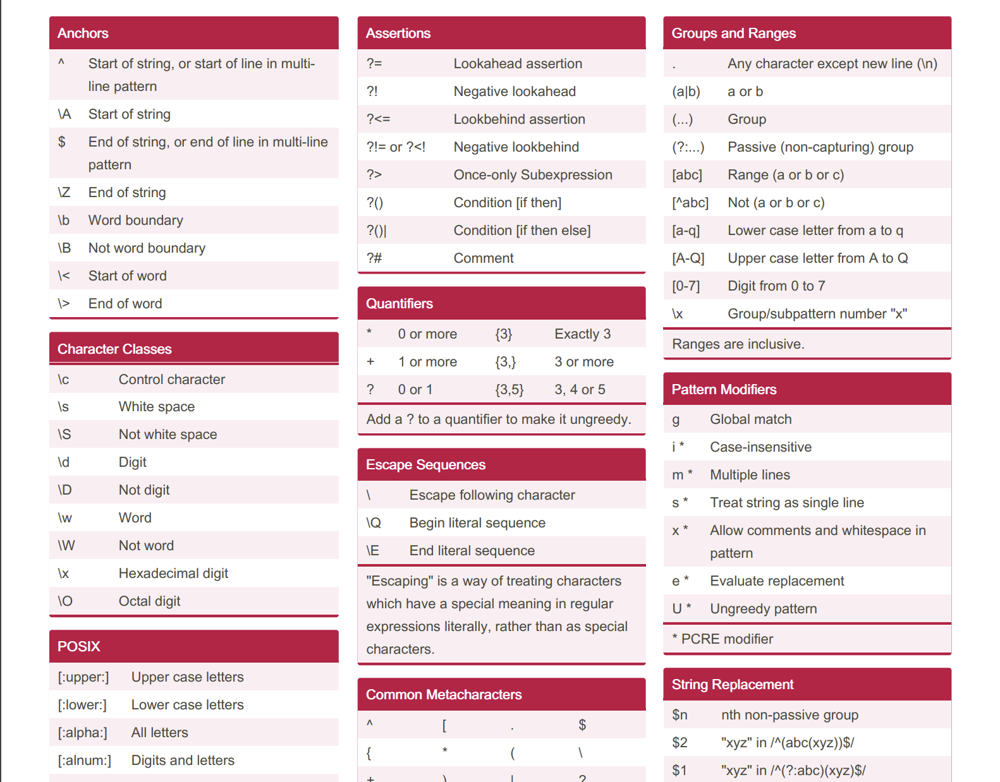 Anchors
^ Start of string, or start of line in multi-
line pattern
\A Start of string
$ End of string, or end of line in multi-line
pattern
\Z End of string
\b Word boundary
\B Not word boundary
\< Start of word
\> End of word
Character Classes
\c Control character
\s White space
\S Not white space
\d Digit
\D Not digit
\w Word
\W Not word
\x Hexadecimal digit
\O Octal digit
POSIX
[:upper:] Upper case letters
[:lower:] Lower case letters
[:alpha:] All letters
[:alnum:] Digits and letters
Assertions
?= Lookahead assertion
?! Negative lookahead
?<= Lookbehind assertion
?!= or ?<! Negative lookbehind
?> Once-only Subexpression
?() Condition [if then]
?()| Condition [if then else]
?# Comment
Quantifiers
* 0 or more {3} Exactly 3
+ 1 or more {3,} 3 or more
? 0 or 1 {3,5} 3, 4 or 5
Add a ? to a quantifier to make it ungreedy.
Escape Sequences
\ Escape following character
\Q Begin literal sequence
\E End literal sequence
"Escaping" is a way of treating characters
which have a special meaning in regular
expressions literally, rather than as special
characters.
Common Metacharacters
^ [ . $
{ * ( \
+ ) | ?
Groups and Ranges
. Any character except new line (\n)
(a|b) a or b
(...) Group
(?:...) Passive (non-capturing) group
[abc] Range (a or b or c)
[^abc] Not (a or b or c)
[a-q] Lower case letter from a to q
[A-Q] Upper case letter from A to Q
[0-7] Digit from 0 to 7
\x Group/subpattern number "x"
Ranges are inclusive.
Pattern Modifiers
g Global match
i * Case-insensitive
m * Multiple lines
s * Treat string as single line
x * Allow comments and whitespace in
pattern
e * Evaluate replacement
U * Ungreedy pattern
* PCRE modifier
String Replacement
$n nth non-passive group
$2 "xyz" in /^(abc(xyz))$/
$1 "xyz" in /^(?:abc)(xyz)$/